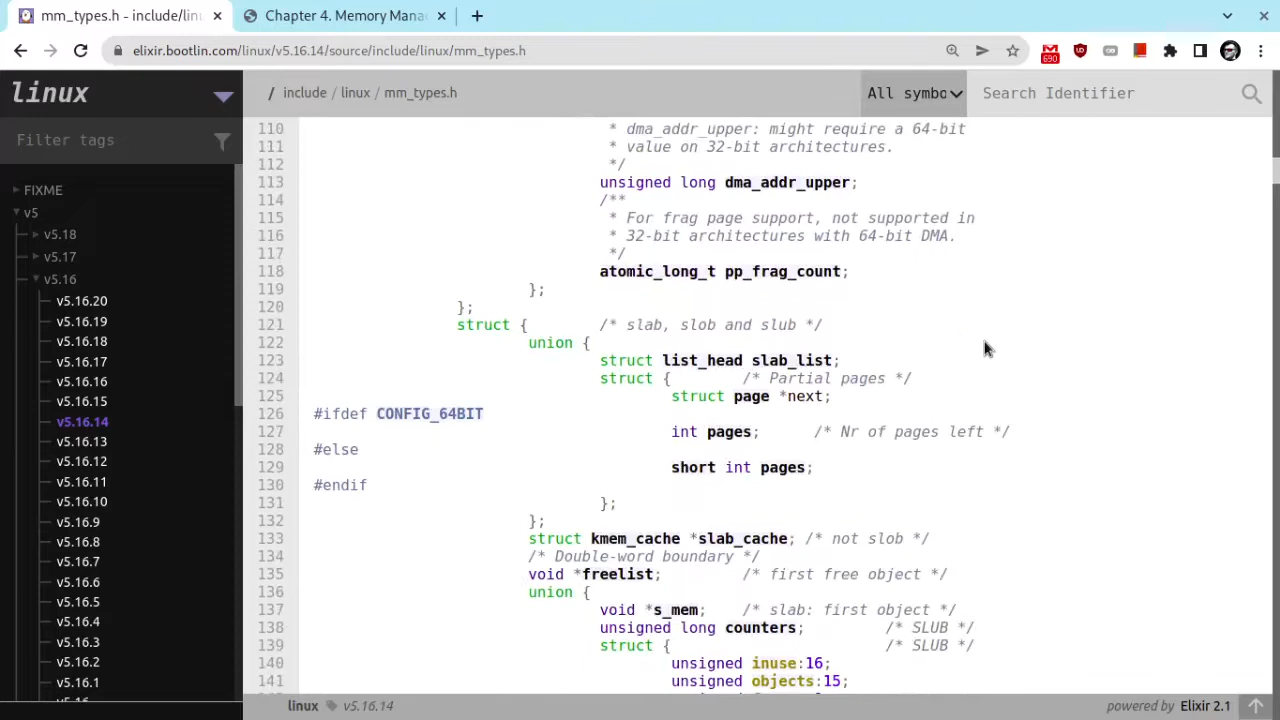 mm_types.h - include/lin
Chapter 4. Memory Mana
elixir.bootlin.com/linux/v5.16.14/source/include/linux/mm_types.h
690
linux
/ include / linux / mm_types.h
All symbo
Search Identifier
Filter tags
FIXME
v5
v5.18
v5.17
v5.16
v5.16.20
v5.16.19
v5.16.18
v5.16.17
v5.16.16
v5.16.15
v5.16.14
v5.16.13
v5.16.12
v5.16.11
v5.16.10
v5.16.9
v5.16.8
v5.16.7
v5.16.6
v5.16.5
v5.16.4
v5.16.3
v5.16.2
v5.16.1
110 * dma_addr_upper: might require a 64-bit
111 * value on 32-bit architectures.
112 */
113 unsigned long dma_addr_upper;
114 /**
115 * For frag page support, not supported in
116 * 32-bit architectures with 64-bit DMA.
117 */
118 atomic_long_t pp_frag_count;
119 };
120 };
121 struct { /* slab, slob and slub */
122 union {
123 struct list_head slab_list;
124 struct { /* Partial pages */
125 struct page *next;
126 #ifdef CONFIG_64BIT
127 int pages; /* Nr of pages left */
128 #else
129 short int pages;
130 #endif
131 };
132 };
133 struct kmem_cache *slab_cache; /* not slob */
134 /* Double-word boundary */
135 void *freelist; /* first free object */
136 union {
137 void *s_mem; /* slab: first object */
138 unsigned long counters; /* SLUB */
139 struct { /* SLUB */
140 unsigned inuse:16;
141 unsigned objects:15;
linux v5.16.14
powered by Elixir 2.1